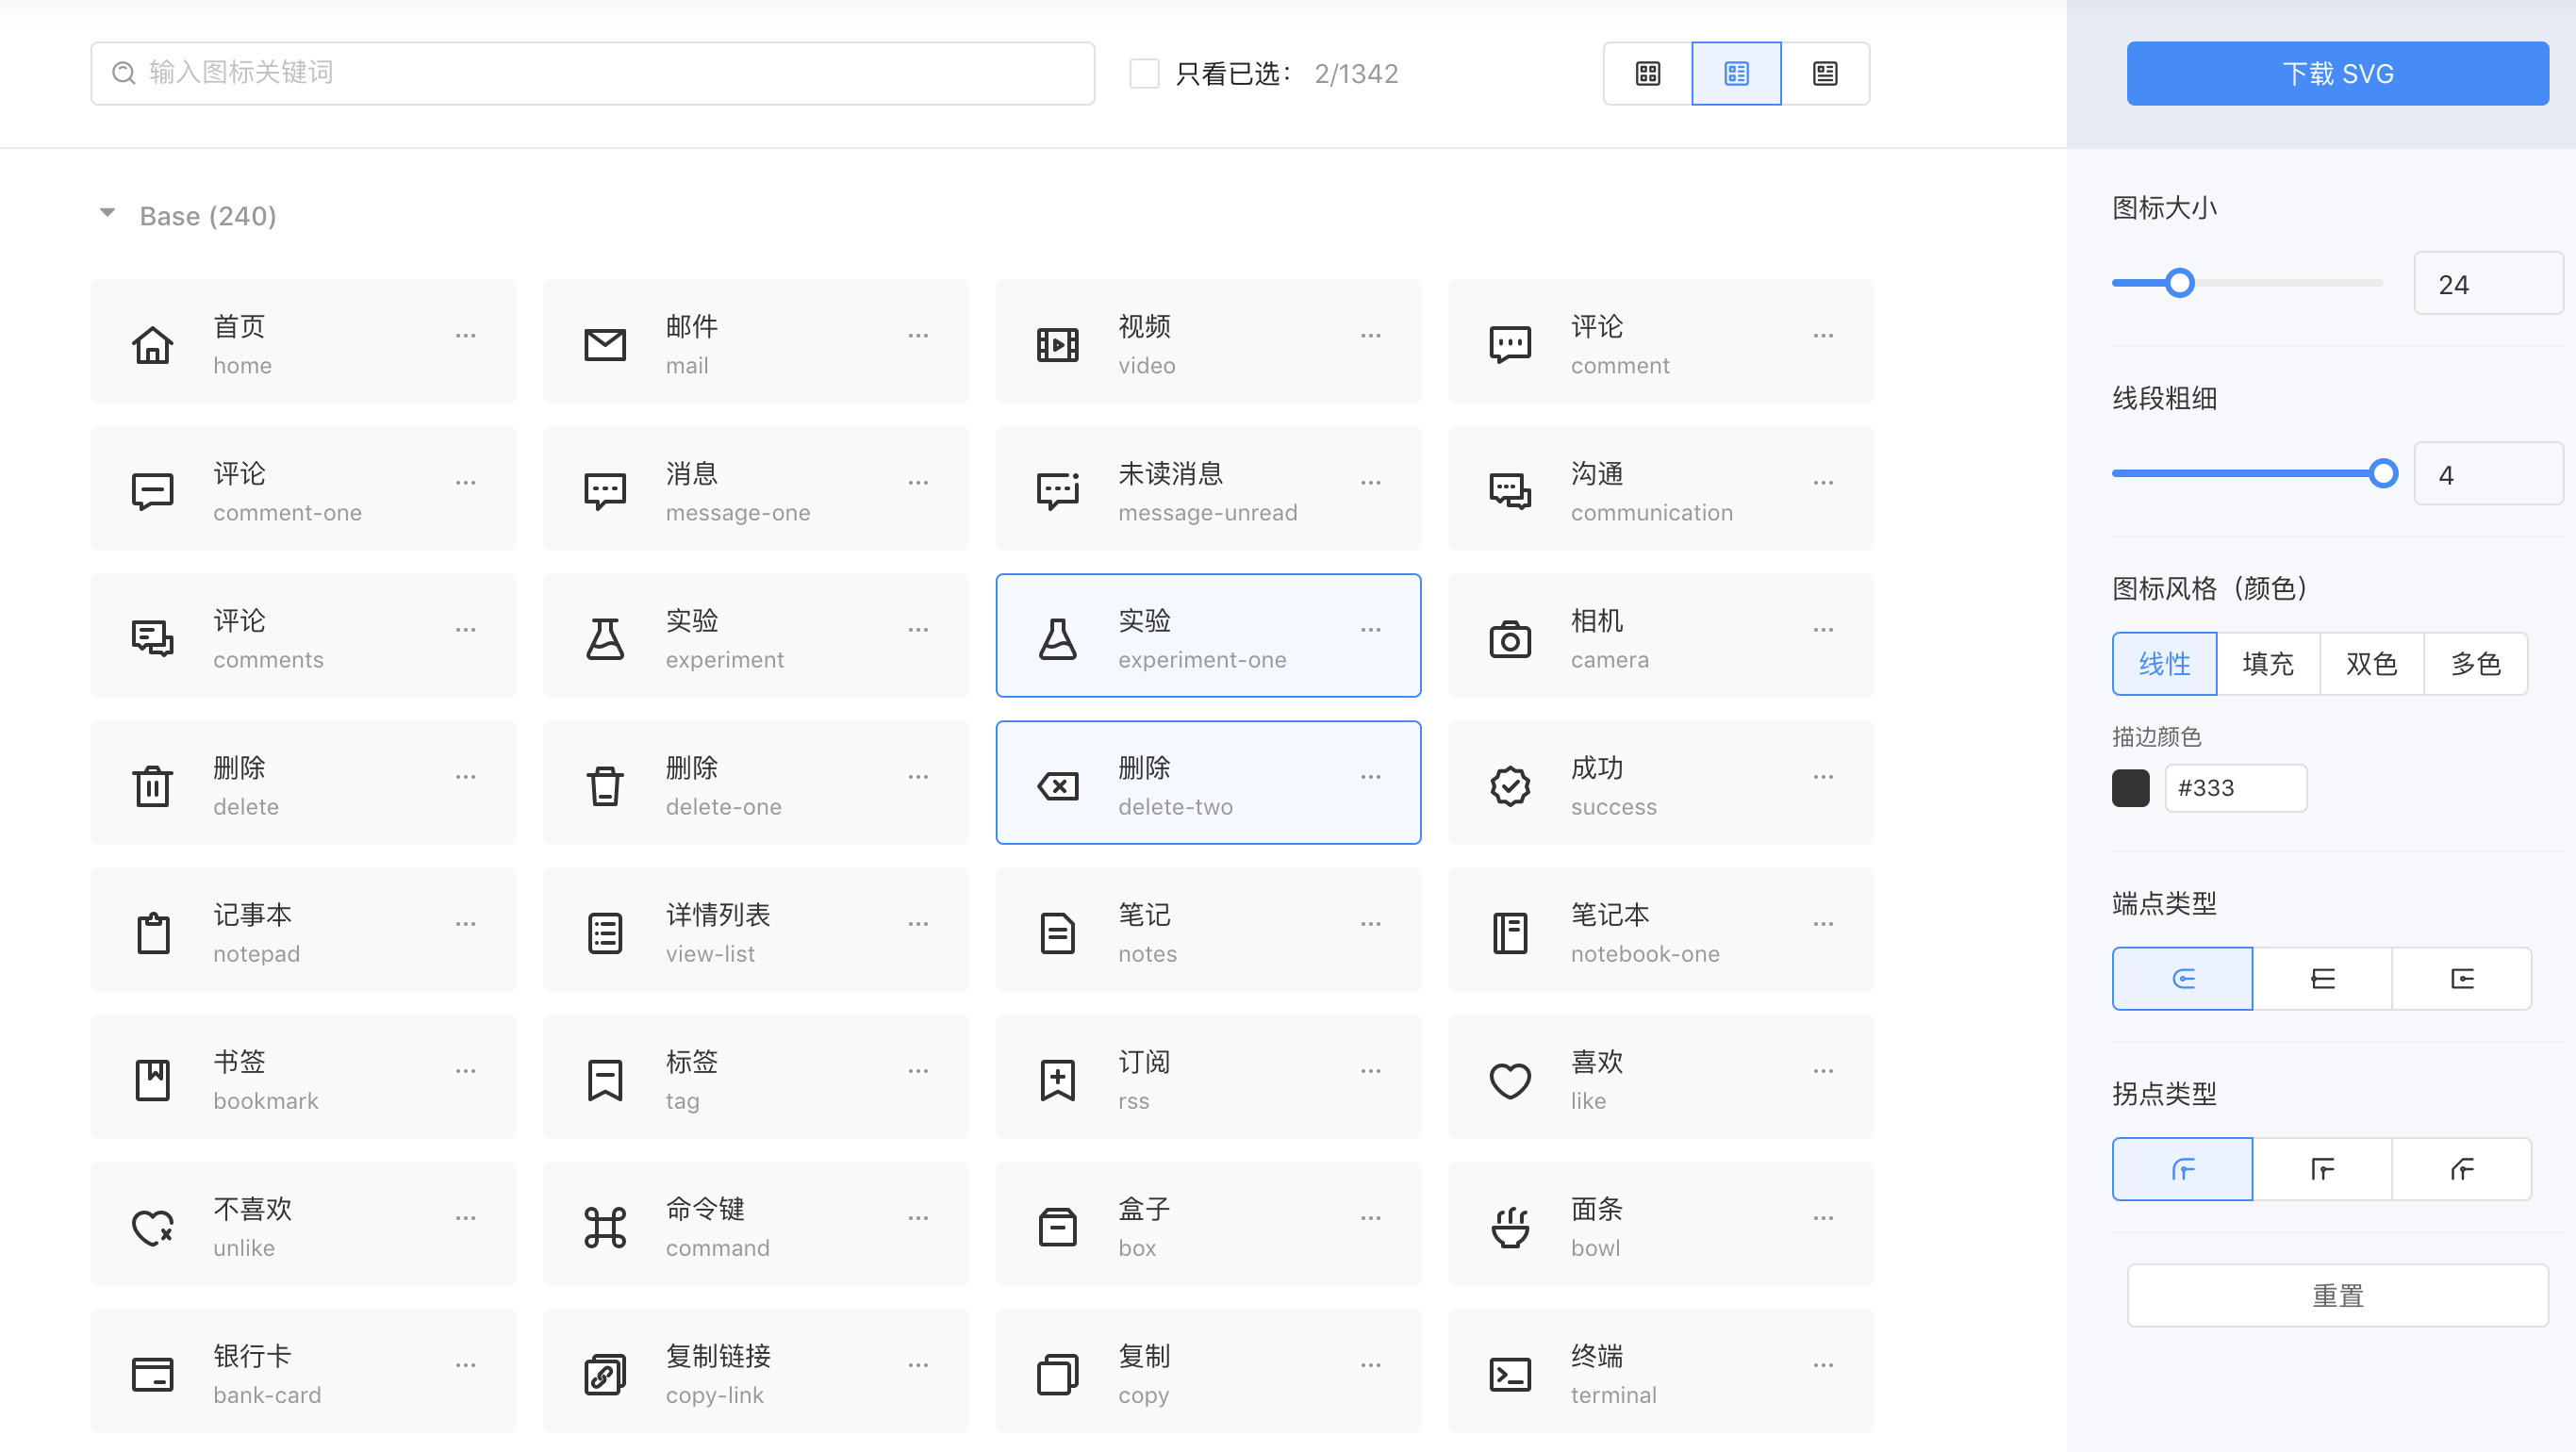 输入图标关键词
只看已选： 2/1342
下载 SVG
Base (240)
首页
home
邮件
mail
视频
video
评论
comment
评论
comment-one
消息
message-one
未读消息
message-unread
沟通
communication
评论
comments
实验
experiment
实验
experiment-one
相机
camera
删除
delete
删除
delete-one
删除
delete-two
成功
success
记事本
notepad
详情列表
view-list
笔记
notes
笔记本
notebook-one
书签
bookmark
标签
tag
订阅
rss
喜欢
like
不喜欢
unlike
命令键
command
盒子
box
面条
bowl
银行卡
bank-card
复制链接
copy-link
复制
copy
终端
terminal
图标大小
24
线段粗细
4
图标风格（颜色）
线性 填充 双色 多色
描边颜色
#333
端点类型
拐点类型
重置